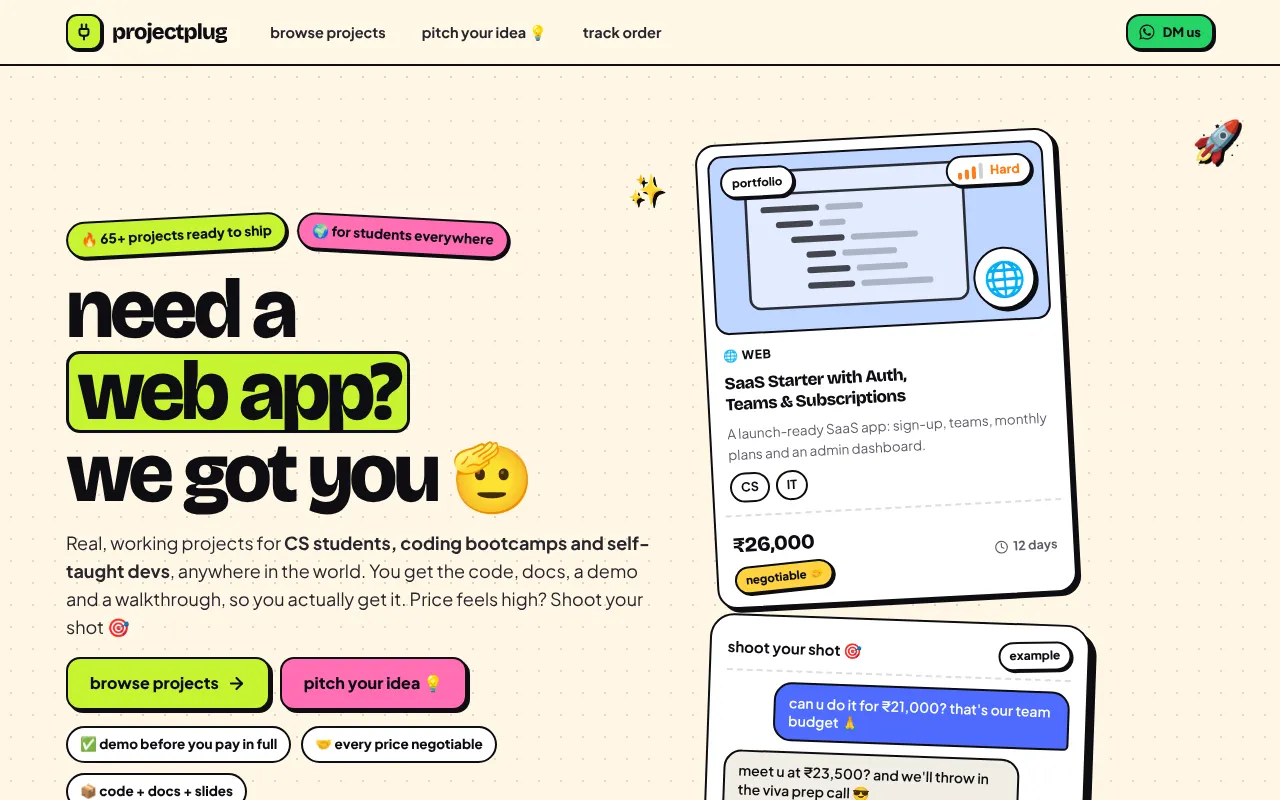 projectplug
browse projects
pitch your idea 💡
track order
DM us
🔥 65+ projects ready to ship
🌍 for students everywhere
need a
web app?
we got you 🫡
Real, working projects for CS students, coding bootcamps and self-
taught devs, anywhere in the world. You get the code, docs, a demo
and a walkthrough, so you actually get it. Price feels high? Shoot your
shot 🎯
browse projects →
pitch your idea 💡
✅ demo before you pay in full
🤝 every price negotiable
📦 code + docs + slides
portfolio
Hard
🌐 WEB
SaaS Starter with Auth,
Teams & Subscriptions
A launch-ready SaaS app: sign-up, teams, monthly
plans and an admin dashboard.
CS
IT
₹26,000
12 days
negotiable 🤝
shoot your shot 🎯
example
can u do it for ₹21,000? that's our team
budget 🙏
meet u at ₹23,500? and we'll throw in
the viva prep call 😎